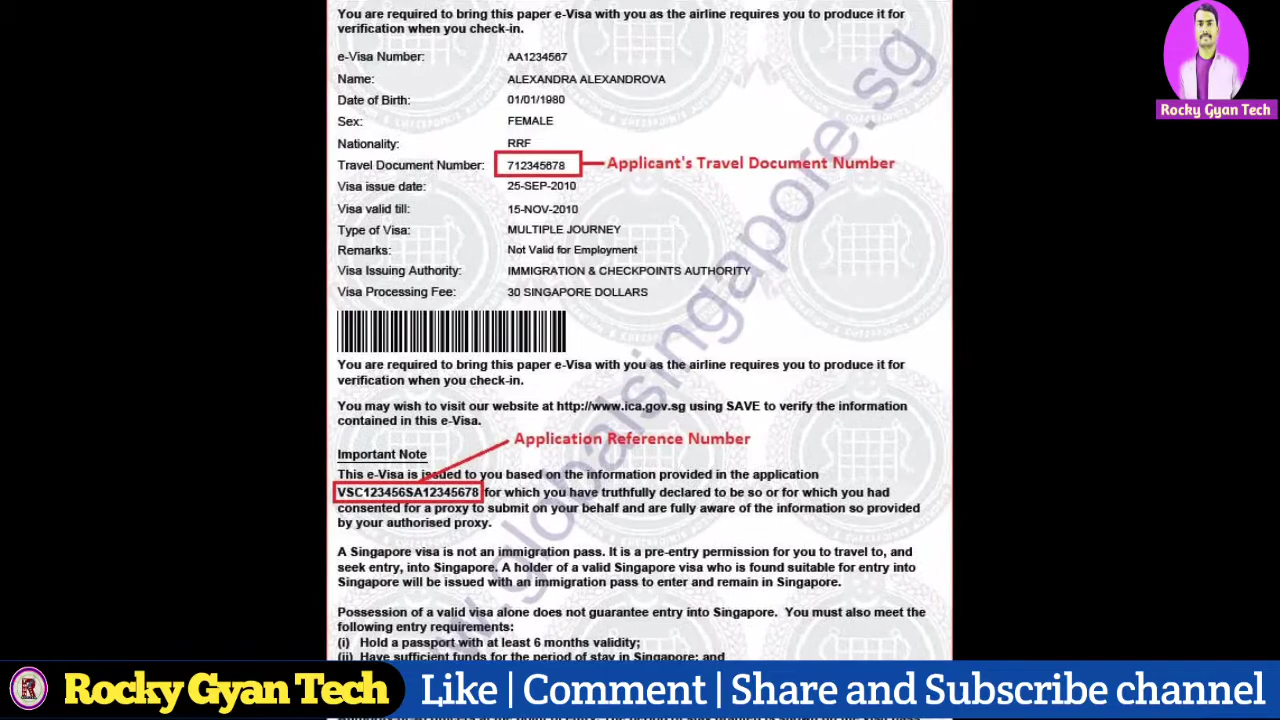 You are required to bring this paper e-Visa with you as the airline requires you to produce it for
verification when you check-in.
e-Visa Number: AA1234567
Name: ALEXANDRA ALEXANDROVA
Date of Birth: 01/01/1980
Sex: FEMALE
Nationality: RRF
Travel Document Number: 712345678 Applicant's Travel Document Number
Visa issue date: 25-SEP-2010
Visa valid till: 15-NOV-2010
Type of Visa: MULTIPLE JOURNEY
Remarks: Not Valid for Employment
Visa Issuing Authority: IMMIGRATION & CHECKPOINTS AUTHORITY
Visa Processing Fee: 30 SINGAPORE DOLLARS
You are required to bring this paper e-Visa with you as the airline requires you to produce it for
verification when you check-in.
You may wish to visit our website at http://www.ica.gov.sg using SAVE to verify the information
contained in this e-Visa.
Application Reference Number
Important Note
This e-Visa is issued to you based on the information provided in the application
VSC123456SA12345678 for which you have truthfully declared to be so or for which you had
consented for a proxy to submit on your behalf and are fully aware of the information so provided
by your authorised proxy.
A Singapore visa is not an immigration pass. It is a pre-entry permission for you to travel to, and
seek entry, into Singapore. A holder of a valid Singapore visa who is found suitable for entry into
Singapore will be issued with an immigration pass to enter and remain in Singapore.
Possession of a valid visa alone does not guarantee entry into Singapore. You must also meet the
following entry requirements:
(i) Hold a passport with at least 6 months validity;
(ii) Have sufficient funds for the period of stay in Singapore; and
w.globalsingapore.sg
Rocky Gyan Tech
R
Rocky Gyan Tech
Like | Comment | Share and Subscribe channel